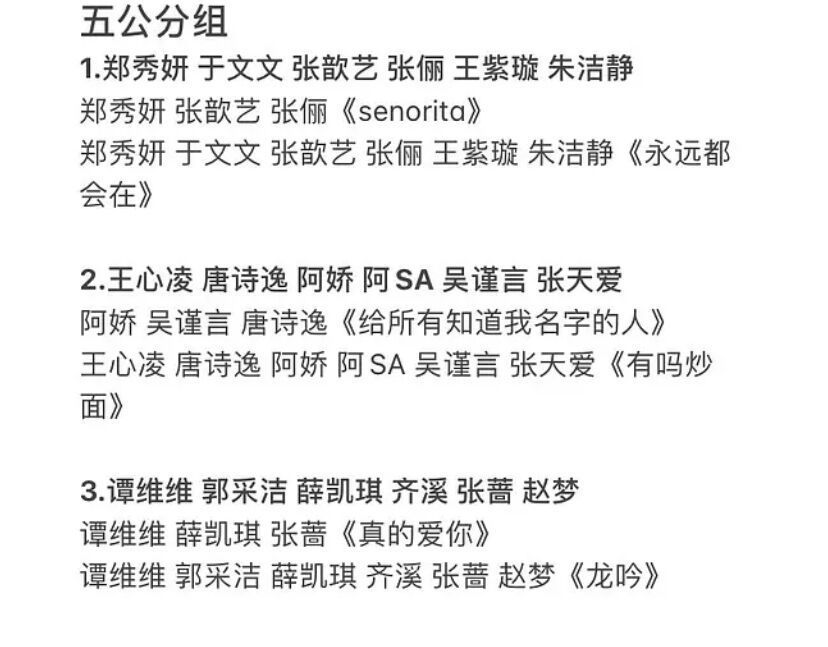 五公分组
1.郑秀妍 于文文 张歆艺 张俪 王紫璇 朱洁静
郑秀妍 张歆艺 张俪《senorita》
郑秀妍 于文文 张歆艺 张俪 王紫璇 朱洁静《永远都
会在》
2.王心凌 唐诗逸 阿娇 阿SA 吴谨言 张天爱
阿娇 吴谨言 唐诗逸《给所有知道我名字的人》
王心凌 唐诗逸 阿娇 阿SA 吴谨言 张天爱《有吗炒
面》
3.谭维维 郭采洁 薛凯琪 齐溪 张蔷 赵梦
谭维维 薛凯琪 张蔷《真的爱你》
谭维维 郭采洁 薛凯琪 齐溪 张蔷 赵梦《龙吟》